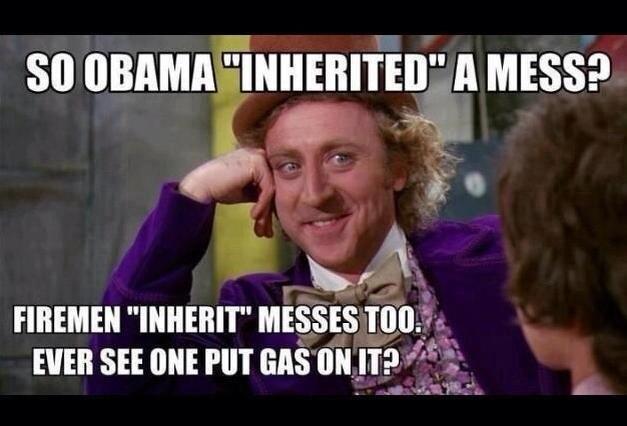 SO OBAMA "INHERITED" A MESS?
FIREMEN "INHERIT" MESSES TOO.
EVER SEE ONE PUT GAS ON IT?